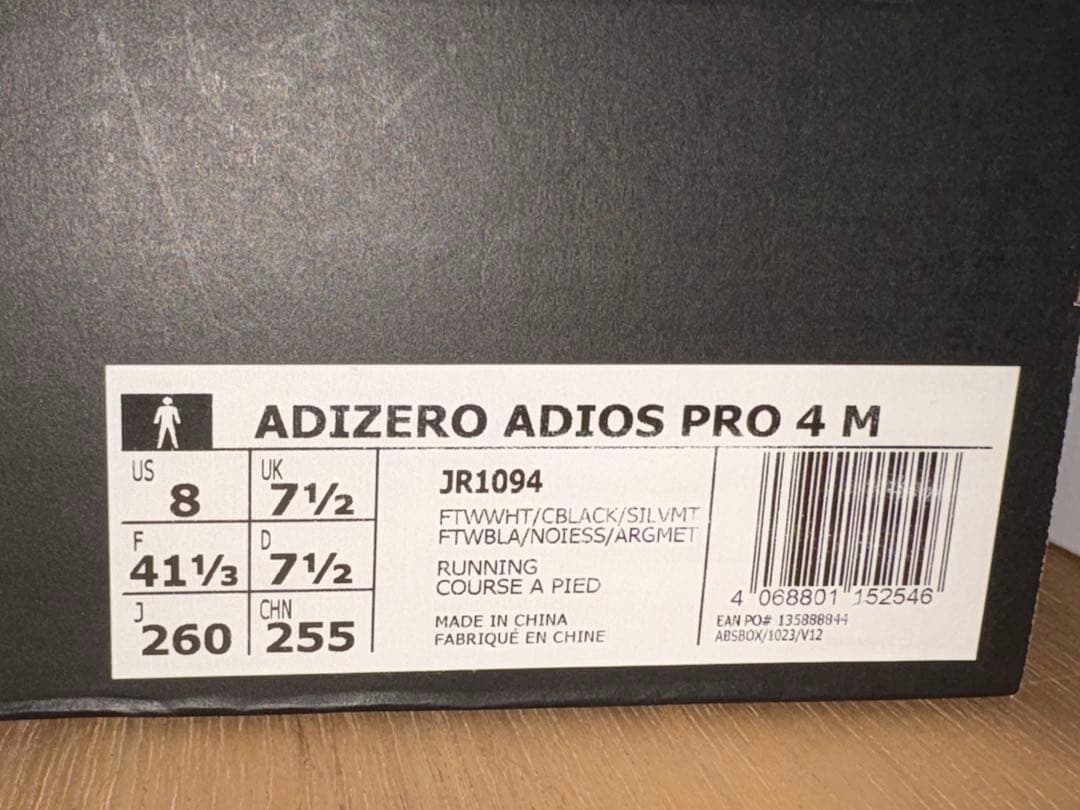 ADIZERO ADIOS PRO 4 M
US
8
UK
7½
F
41⅓
D
7½
J
260
CHN
255
JR1094
FTWWHT/CBLACK/SILVMT
FTWBLA/NOIESS/ARGMET
RUNNING
COURSE A PIED
MADE IN CHINA
FABRIQUÉ EN CHINE
4 068801 152546
EAN PO# 135888844
ABSBOX/1023/V12